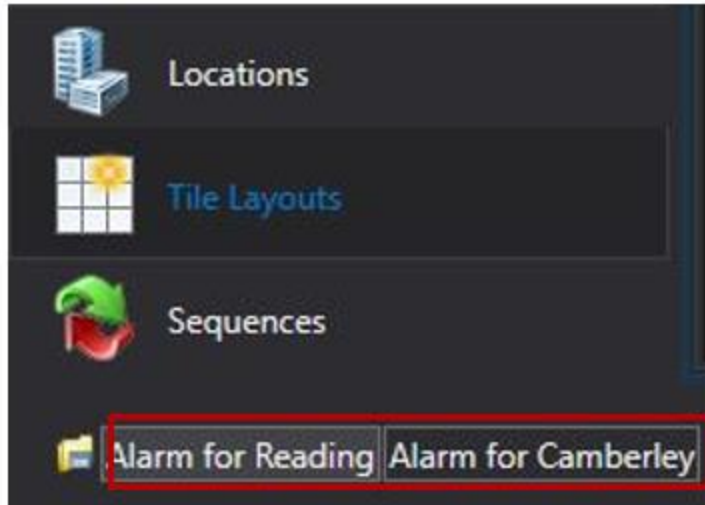 Locations
Tile Layouts
Sequences
Alarm for Reading Alarm for Camberley